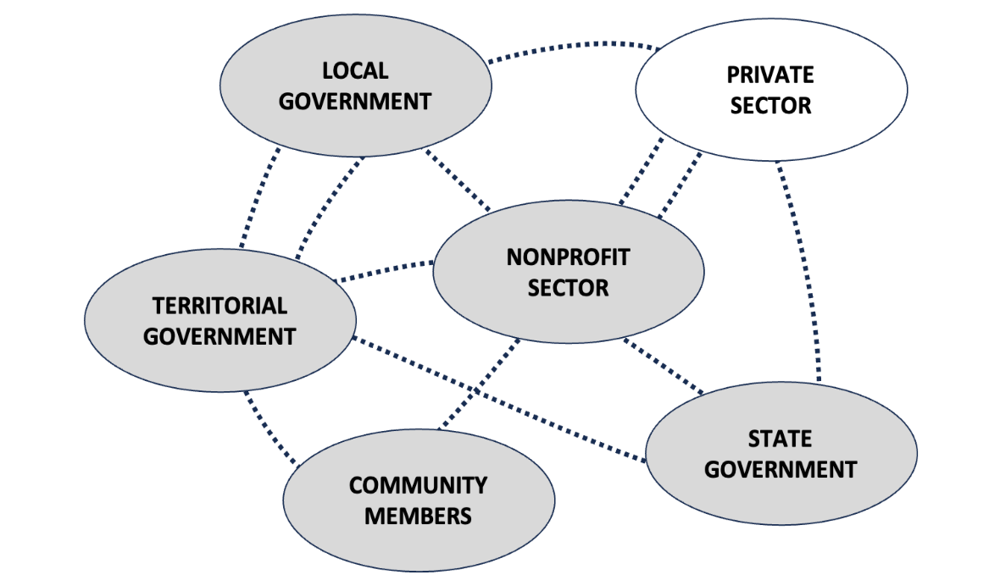 LOCAL
GOVERNMENT
PRIVATE
SECTOR
NONPROFIT
SECTOR
TERRITORIAL
GOVERNMENT
STATE
GOVERNMENT
COMMUNITY
MEMBERS